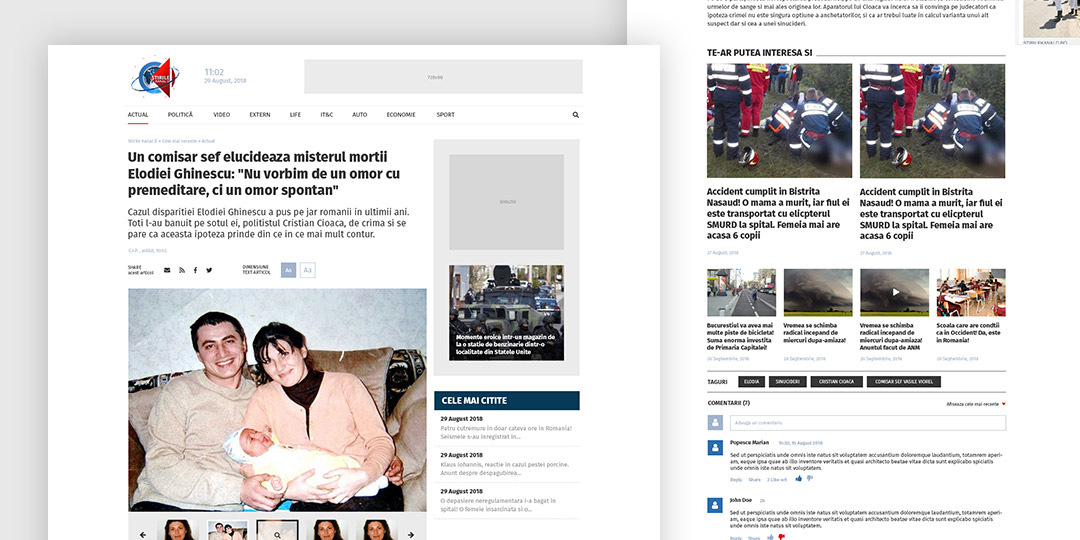 STIRILE
KANAL D
11:02
29 August, 2018
728x90
ACTUAL POLITICĂ VIDEO EXTERN LIFE IT&C AUTO ECONOMIE SPORT
Stirile Kanal D » Cele mai recente » Actual
Un comisar sef elucideaza misterul mortii
Elodiei Ghinescu: "Nu vorbim de un omor cu
premeditare, ci un omor spontan"
Cazul disparitiei Elodiei Ghinescu a pus pe jar romanii in ultimii ani.
Toti l-au banuit pe sotul ei, politistul Cristian Cioaca, de crima si se
pare ca aceasta ipoteza prinde din ce in ce mai mult contur.
SHARE
acest articol
DIMENSIUNE
TEXT ARTICOL
Aa Aa
300x250
Momente eroice intr-un magazin de
la o statie de benzinarie dintr-o
localitate din Statele Unite
CELE MAI CITITE
29 August 2018
Patru cutremure in doar cateva ore in Romania!
Seismele s-au inregistrat in...
29 August 2018
Klaus Iohannis, reactie in cazul pestei porcine.
Anunt despre despagubirea...
29 August 2018
O depasiere neregulamentara i-a bagat in
spital! O femeie insarcinata si o...
urmelor de sange si mai ales originea lor. Aparatorul lui Cioaca va incerca sa ii convinga pe judecatori ca
ipoteza crimei nu este singura optiune a anchetatorilor, si ca ar trebui luate in calcul varianta unui alt
suspect dar si cea a unei sinucideri.
TE-AR PUTEA INTERESA SI
Accident cumplit in Bistrita
Nasaud! O mama a murit, iar fiul ei
este transportat cu elicpterul
SMURD la spital. Femeia mai are
acasa 6 copii
27 August, 2018
Accident cumplit in Bistrita
Nasaud! O mama a murit, iar fiul ei
este transportat cu elicpterul
SMURD la spital. Femeia mai are
acasa 6 copii
27 August, 2018
Bucurestiul va avea mai
multe piste de bicicleta!
Suma enorma investita
de Primaria Capitalei!
26 Septembrie, 2018
Vremea se schimba
radical incepand de
miercuri dupa-amiaza!
26 Septembrie, 2018
Vremea se schimba
radical incepand de
miercuri dupa-amiaza!
Anuntul facut de ANM
26 Septembrie, 2018
Scoala care are conditii
ca in Occident! Da, este
in Romania!
26 Septembrie, 2018
TAGURI ELODIA SINUCIDERI CRISTIAN CIOACA COMISAR SEF VASILE VIOREL
COMENTARII (7)
Afiseaza cele mai recente
Adauga un comentariu
Popescu Marian 10:30, 15 August 2018
Sed ut perspiciatis unde omnis iste natus sit voluptatem accusantium doloremque laudantium, totamrem aperi-
am, eaque ipsa quae ab illo inventore veritatis et quasi architecto beatae vitae dicta sunt explicabo spiciatis
unde omnis iste natus sit voluptatem.
Reply Share 2 Like-uri
John Doe 2h
Sed ut perspiciatis unde omnis iste natus sit voluptatem accusantium doloremque laudantium, totamrem aperi-
am, eaque ipsa quae ab illo inventore veritatis et quasi architecto beatae vitae dicta sunt explicabo spiciatis
unde omnis iste natus sit voluptatem.
Reply Share